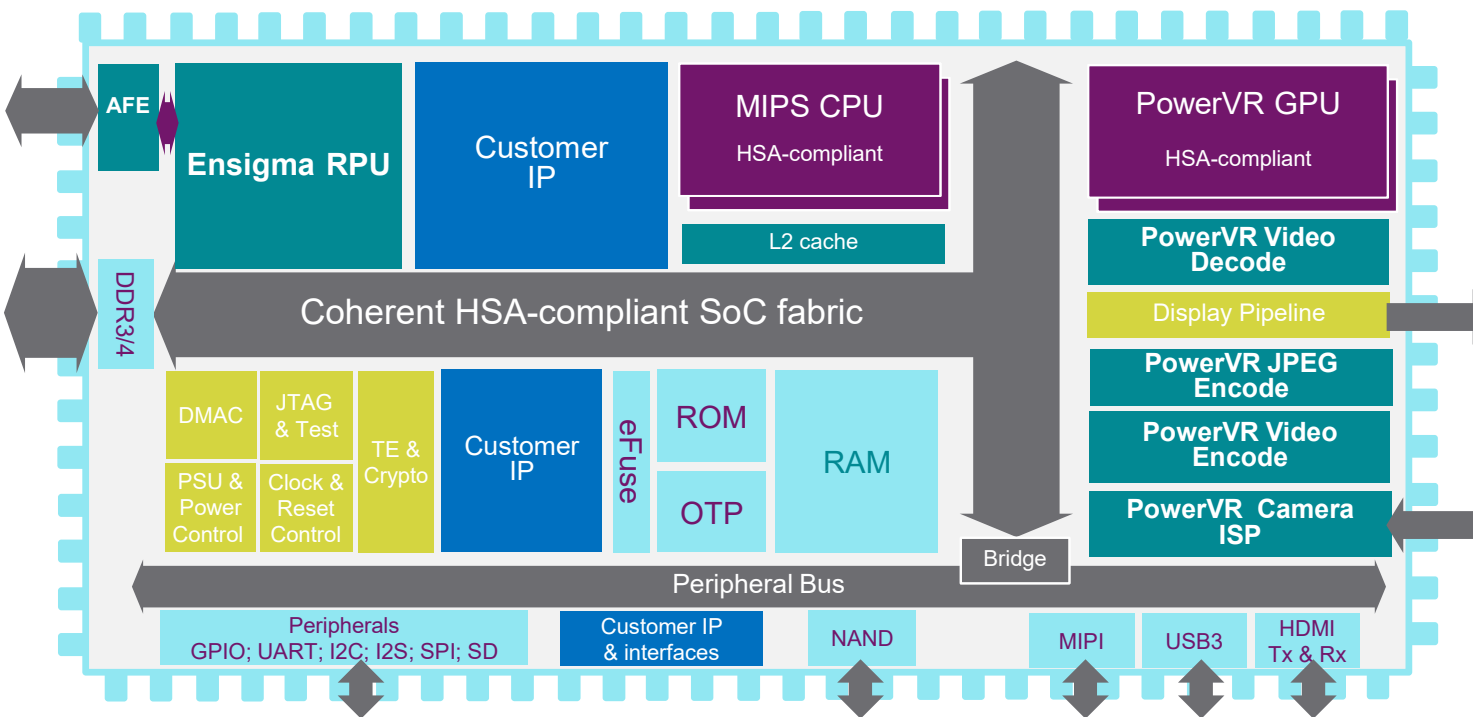 AFE
Ensigma RPU
Customer
IP
MIPS CPU
HSA-compliant
L2 cache
PowerVR GPU
HSA-compliant
PowerVR Video
Decode
Display Pipeline
PowerVR JPEG
Encode
PowerVR Video
Encode
PowerVR Camera
ISP
DDR3/4
Coherent HSA-compliant SoC fabric
DMAC
JTAG
& Test
PSU &
Power
Control
Clock &
Reset
Control
TE &
Crypto
Customer
IP
eFuse
ROM
OTP
RAM
Bridge
Peripheral Bus
Peripherals
GPIO; UART; I2C; I2S; SPI; SD
Customer IP
& interfaces
NAND
MIPI
USB3
HDMI
Tx & Rx